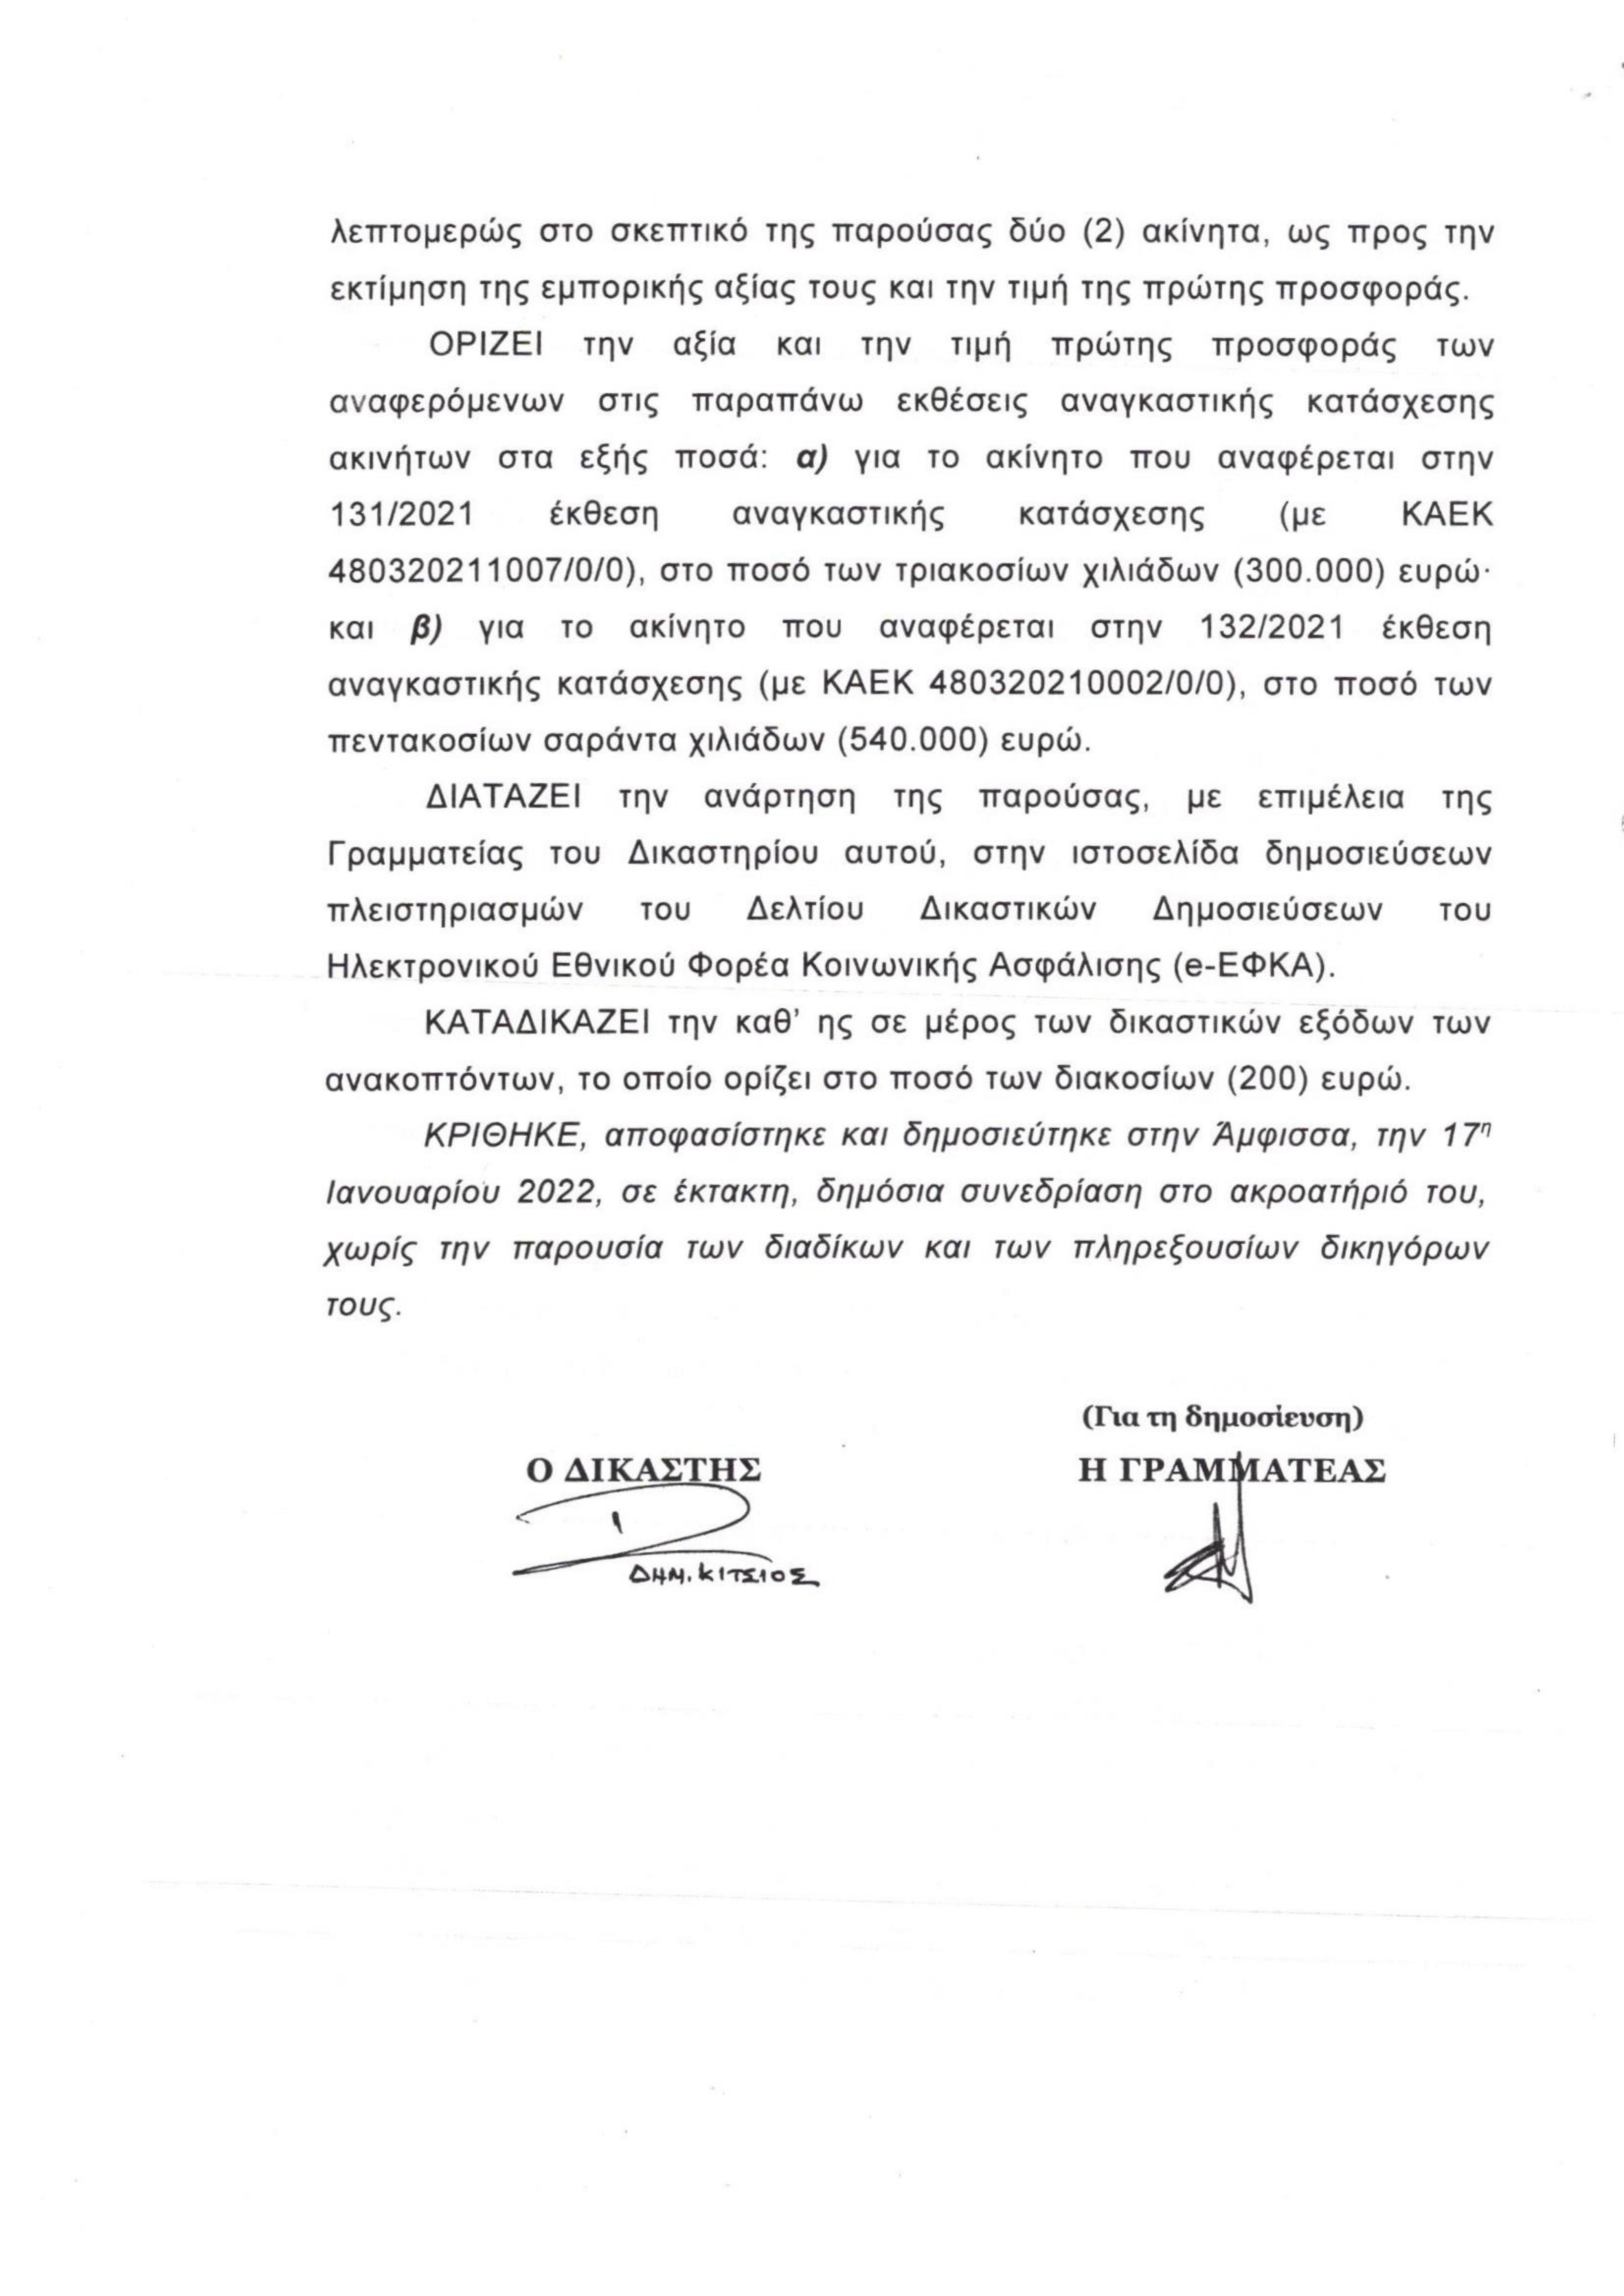 λεπτομερώς στο σκεπτικό της παρούσας δύο (2) ακίνητα, ως προς την
εκτίμηση της εμπορικής αξίας τους και την τιμή της πρώτης προσφοράς.
ΟΡΙΖΕΙ την αξία και την τιμή πρώτης προσφοράς των
αναφερόμενων στις παραπάνω εκθέσεις αναγκαστικής κατάσχεσης
ακινήτων στα εξής ποσά: α) για το ακίνητο που αναφέρεται στην
131/2021 έκθεση αναγκαστικής κατάσχεσης (με ΚΑΕΚ
480320211007/0/0), στο ποσό των τριακοσίων χιλιάδων (300.000) ευρώ·
και β) για το ακίνητο που αναφέρεται στην 132/2021 έκθεση
αναγκαστικής κατάσχεσης (με ΚΑΕΚ 480320210002/0/0), στο ποσό των
πεντακοσίων σαράντα χιλιάδων (540.000) ευρώ.
ΔΙΑΤΑΖΕΙ την ανάρτηση της παρούσας, με επιμέλεια της
Γραμματείας του Δικαστηρίου αυτού, στην ιστοσελίδα δημοσιεύσεων
πλειστηριασμών του Δελτίου Δικαστικών Δημοσιεύσεων του
Ηλεκτρονικού Εθνικού Φορέα Κοινωνικής Ασφάλισης (e-ΕΦΚΑ).
ΚΑΤΑΔΙΚΑΖΕΙ την καθ’ ης σε μέρος των δικαστικών εξόδων των
ανακοπτόντων, το οποίο ορίζει στο ποσό των διακοσίων (200) ευρώ.
ΚΡΙΘΗΚΕ, αποφασίστηκε και δημοσιεύτηκε στην Άμφισσα, την 17η
Ιανουαρίου 2022, σε έκτακτη, δημόσια συνεδρίαση στο ακροατήριό του,
χωρίς την παρουσία των διαδίκων και των πληρεξουσίων δικηγόρων
τους.
(Για τη δημοσίευση)
Ο ΔΙΚΑΣΤΗΣ Η ΓΡΑΜΜΑΤΕΑΣ
ΔΗΜ. ΚΙΤΣΙΟΣ